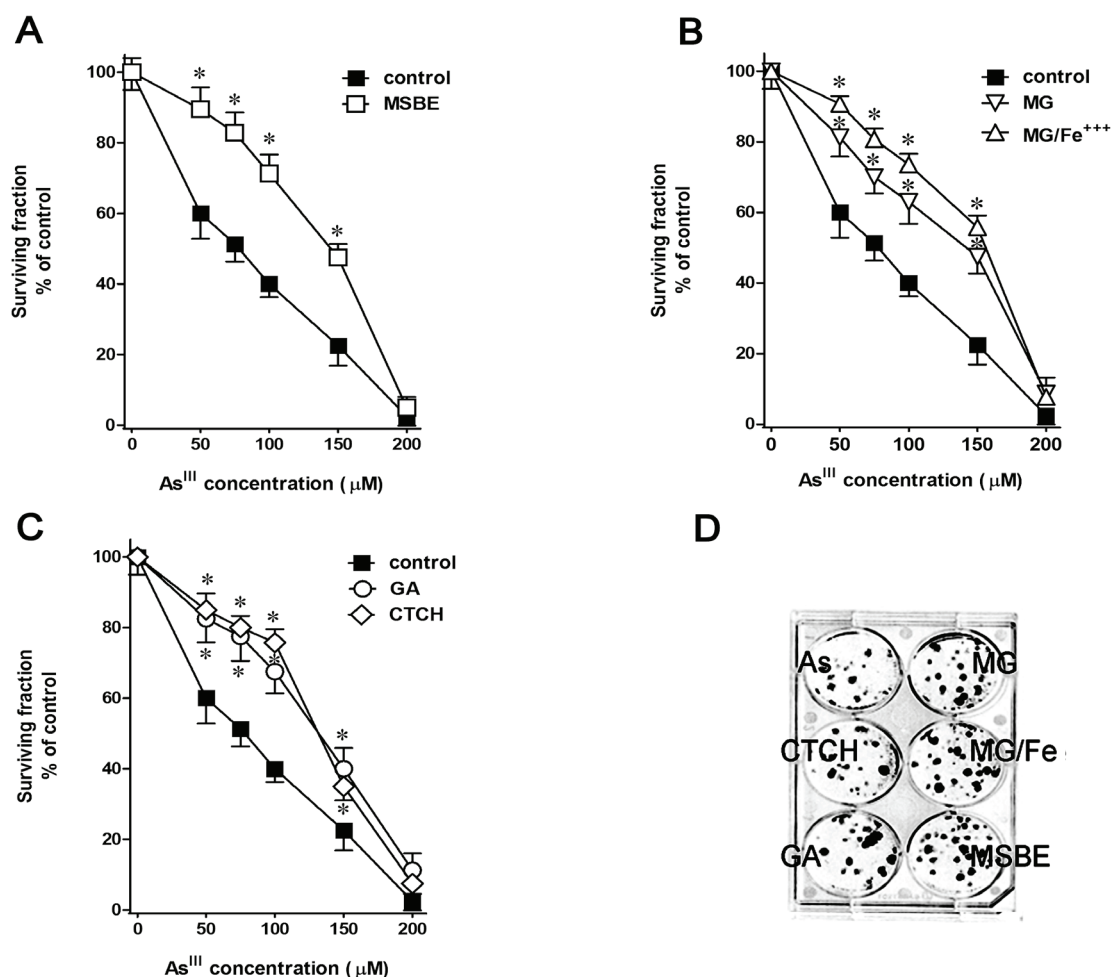 A
control
MSBE
* * * *
100
80
60
40
20
0
Surviving fraction
% of control
0 50 100 150 200
As^III concentration ( μM)
B
control
MG
MG/Fe+++
* * * *
* * * *
100
80
60
40
20
0
Surviving fraction
% of control
0 50 100 150 200
As^III concentration ( μM)
C
control
GA
CTCH
* * * *
* * * *
100
80
60
40
20
0
Surviving fraction
% of control
0 50 100 150 200
As^III concentration ( μM)
D
As MG
CTCH MG/Fe
GA MSBE